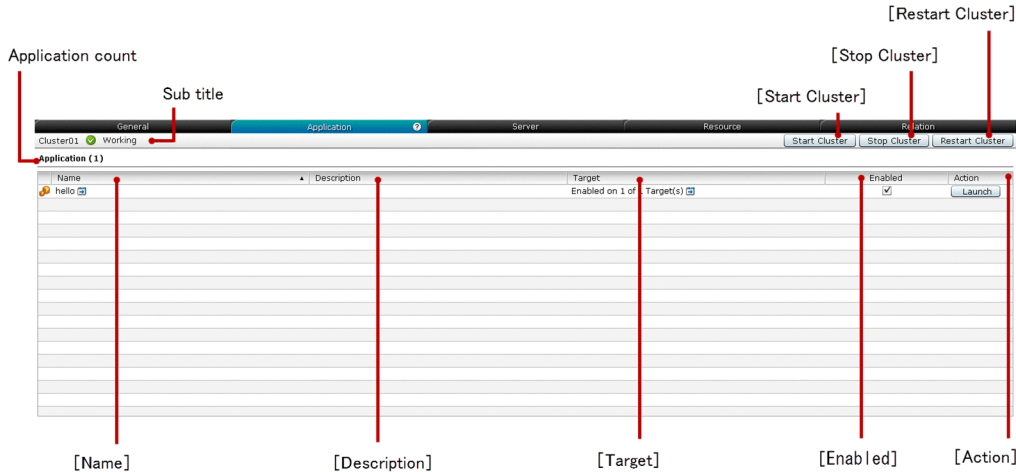 [Restart Cluster]
Application count
[Stop Cluster]
Sub title
[Start Cluster]
General Application ? Server Resource Relation
Cluster01 Working Start Cluster Stop Cluster Restart Cluster
Application (1)
Name Description Target Enabled Action
hello Enabled on 1 of 1 Target(s) Launch
[Name] [Description] [Target] [Enabled] [Action]